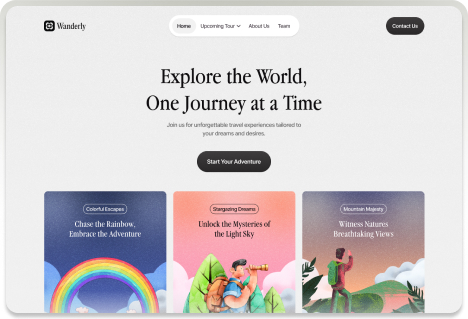 Wanderly
Home
Upcoming Tour
About Us
Team
Contact Us
Explore the World,
One Journey at a Time
Join us for unforgettable travel experiences tailored to
your dreams and desires.
Start Your Adventure
Colorful Escapes
Chase the Rainbow,
Embrace the Adventure
Stargazing Dreams
Unlock the Mysteries of
the Light Sky
Mountain Majesty
Witness Natures
Breathtaking Views